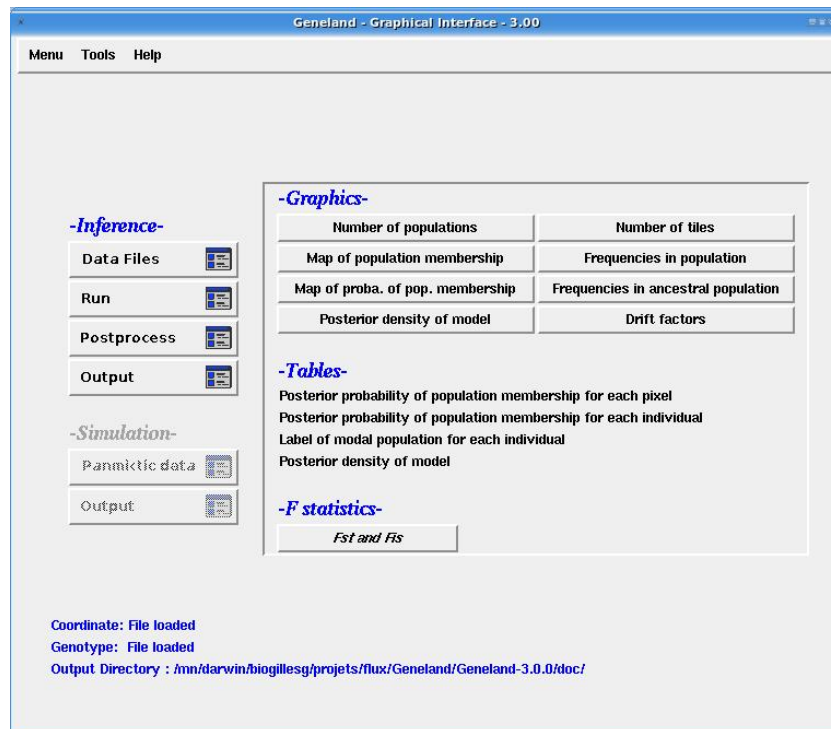 Geneland - Graphical Interface - 3.00
Menu Tools Help
-Inference-
Data Files
Run
Postprocess
Output
-Simulation-
Panmictic data
Output
-Graphics-
Number of populations
Number of tiles
Map of population membership
Frequencies in population
Map of proba. of pop. membership
Frequencies in ancestral population
Posterior density of model
Drift factors
-Tables-
Posterior probability of population membership for each pixel
Posterior probability of population membership for each individual
Label of modal population for each individual
Posterior density of model
-F statistics-
Fst and Fis
Coordinate: File loaded
Genotype: File loaded
Output Directory : /mn/darwin/biogillesg/projets/flux/Geneland/Geneland-3.0.0/doc/